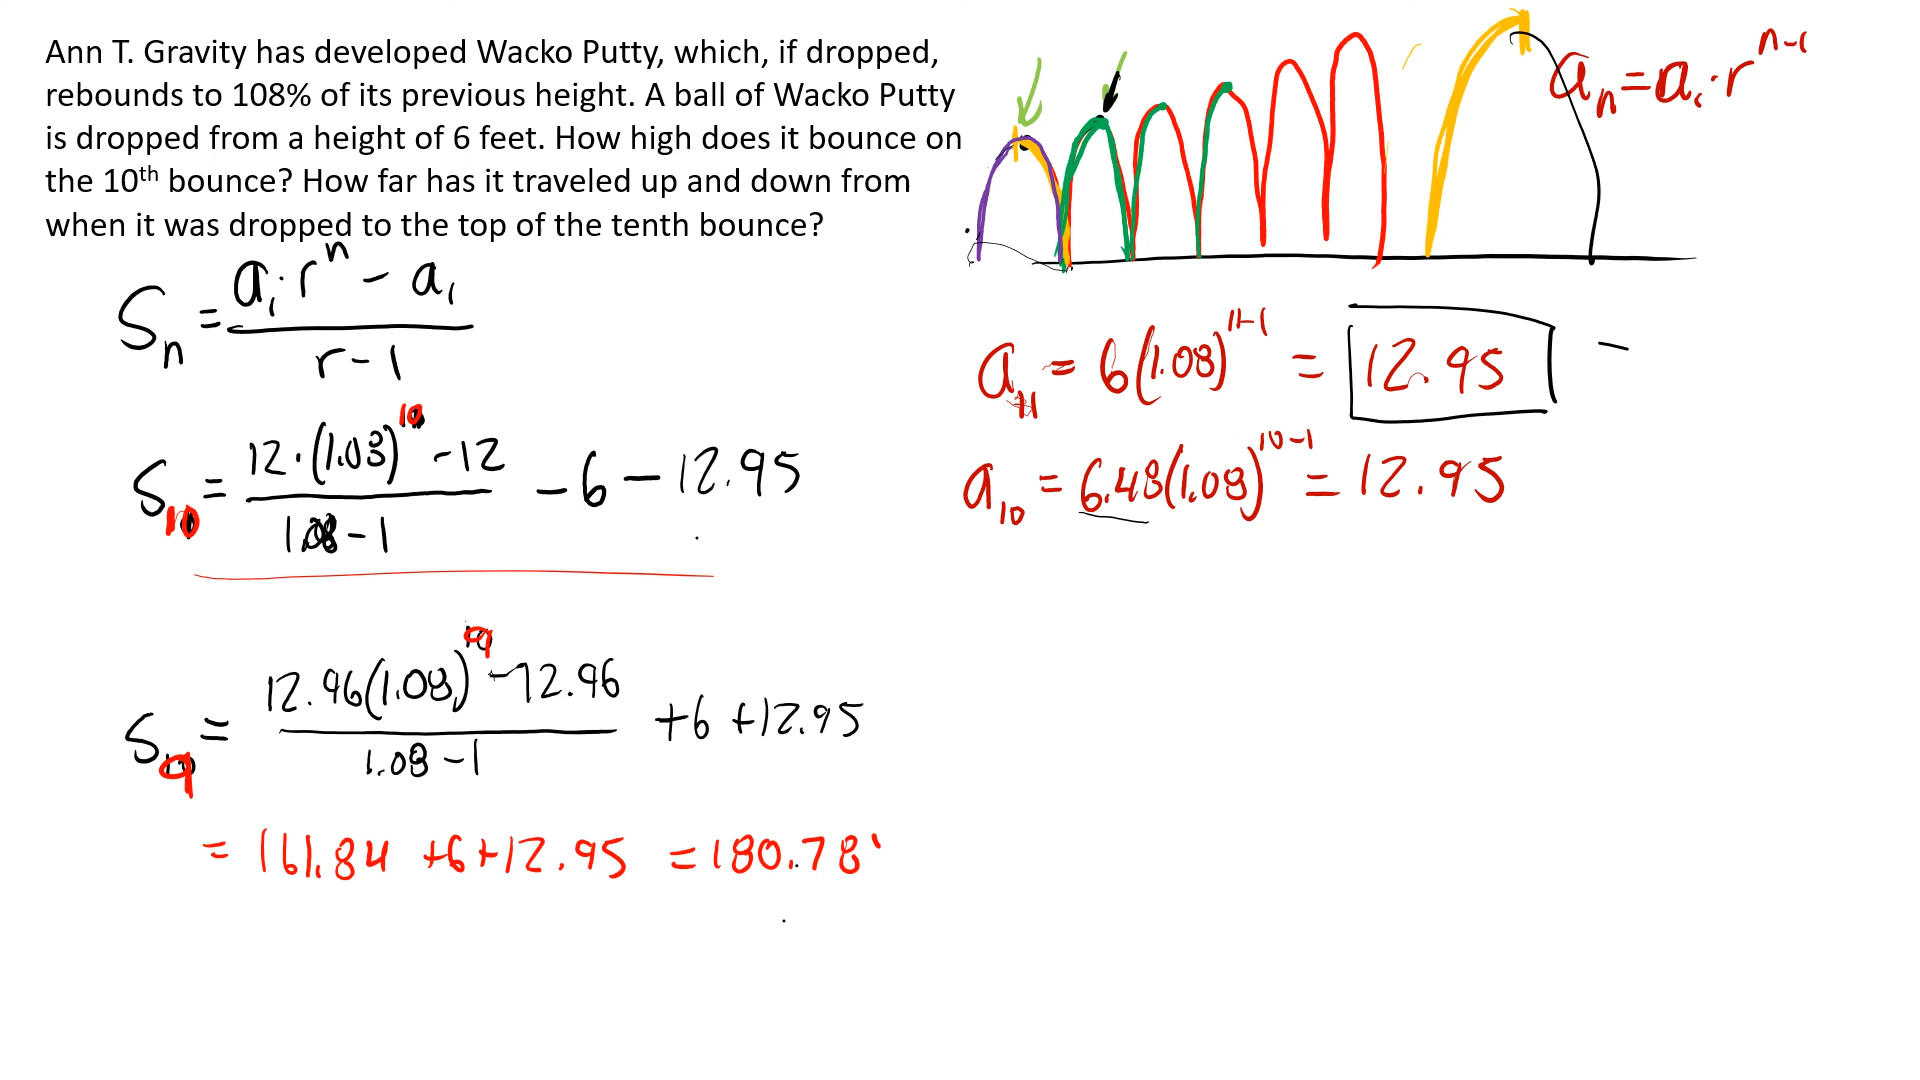 Ann T. Gravity has developed Wacko Putty, which, if dropped,
rebounds to 108% of its previous height. A ball of Wacko Putty
is dropped from a height of 6 feet. How high does it bounce on
the 10th bounce? How far has it traveled up and down from
when it was dropped to the top of the tenth bounce?
aₙ = a₁ · rⁿ⁻¹
Sₙ = (a₁ · rⁿ − a₁) / (r − 1)
a₁₁ = 6(1.08)¹¹⁻¹ = 12.95 −
S₁₀ = (12 · (1.08)¹⁰ − 12) / (1.08 − 1) − 6 − 12.95
a₁₀ = 6.48(1.08)¹⁰⁻¹ = 12.95
S₉ = (12.96(1.08)⁹ − 12.96) / (1.08 − 1) + 6 + 12.95
= 161.84 + 6 + 12.95 = 180.78'